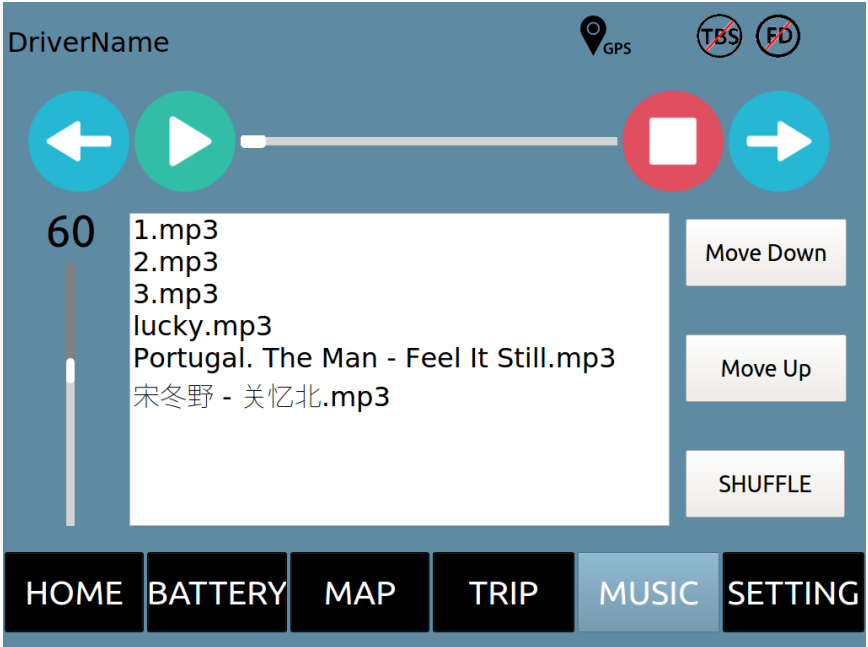 DriverName
GPS
TBS
FD
60
1.mp3
2.mp3
3.mp3
lucky.mp3
Portugal. The Man - Feel It Still.mp3
宋冬野 - 关忆北.mp3
Move Down
Move Up
SHUFFLE
HOME
BATTERY
MAP
TRIP
MUSIC
SETTING